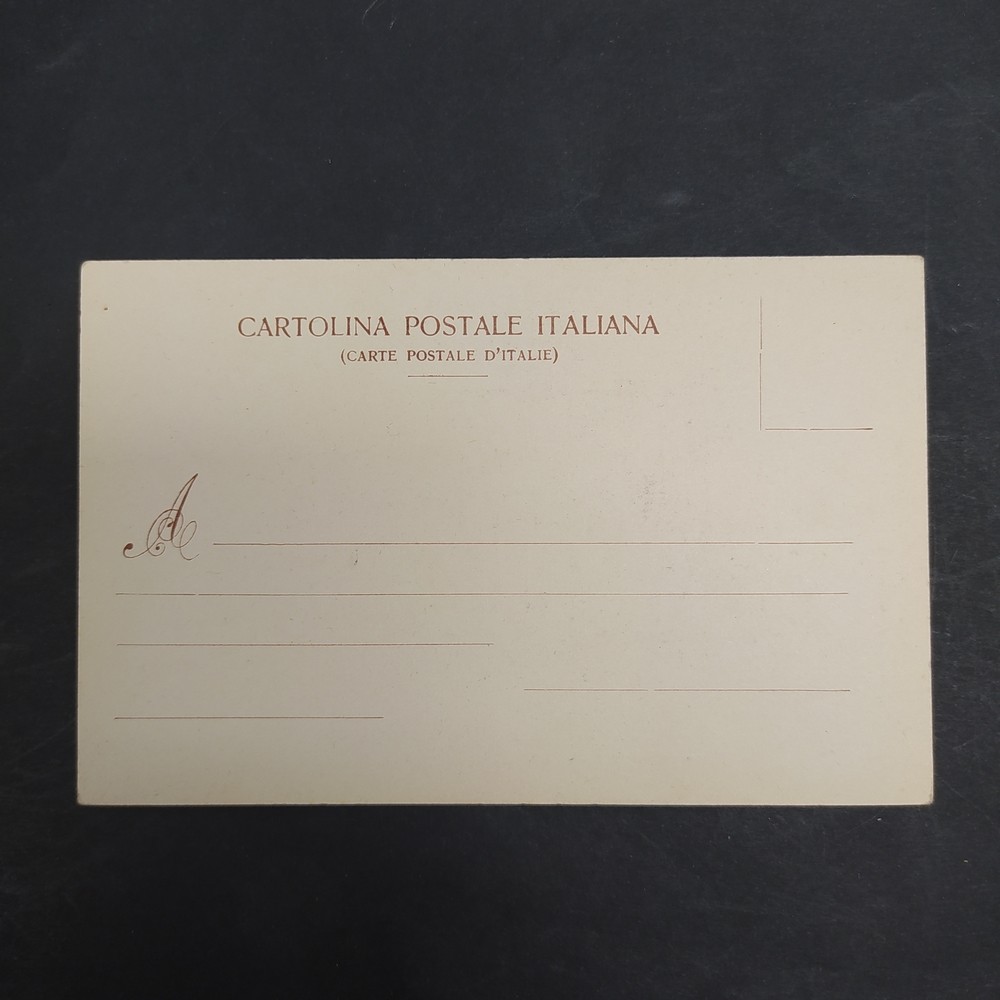 CARTOLINA POSTALE ITALIANA
(CARTE POSTALE D'ITALIE)
A